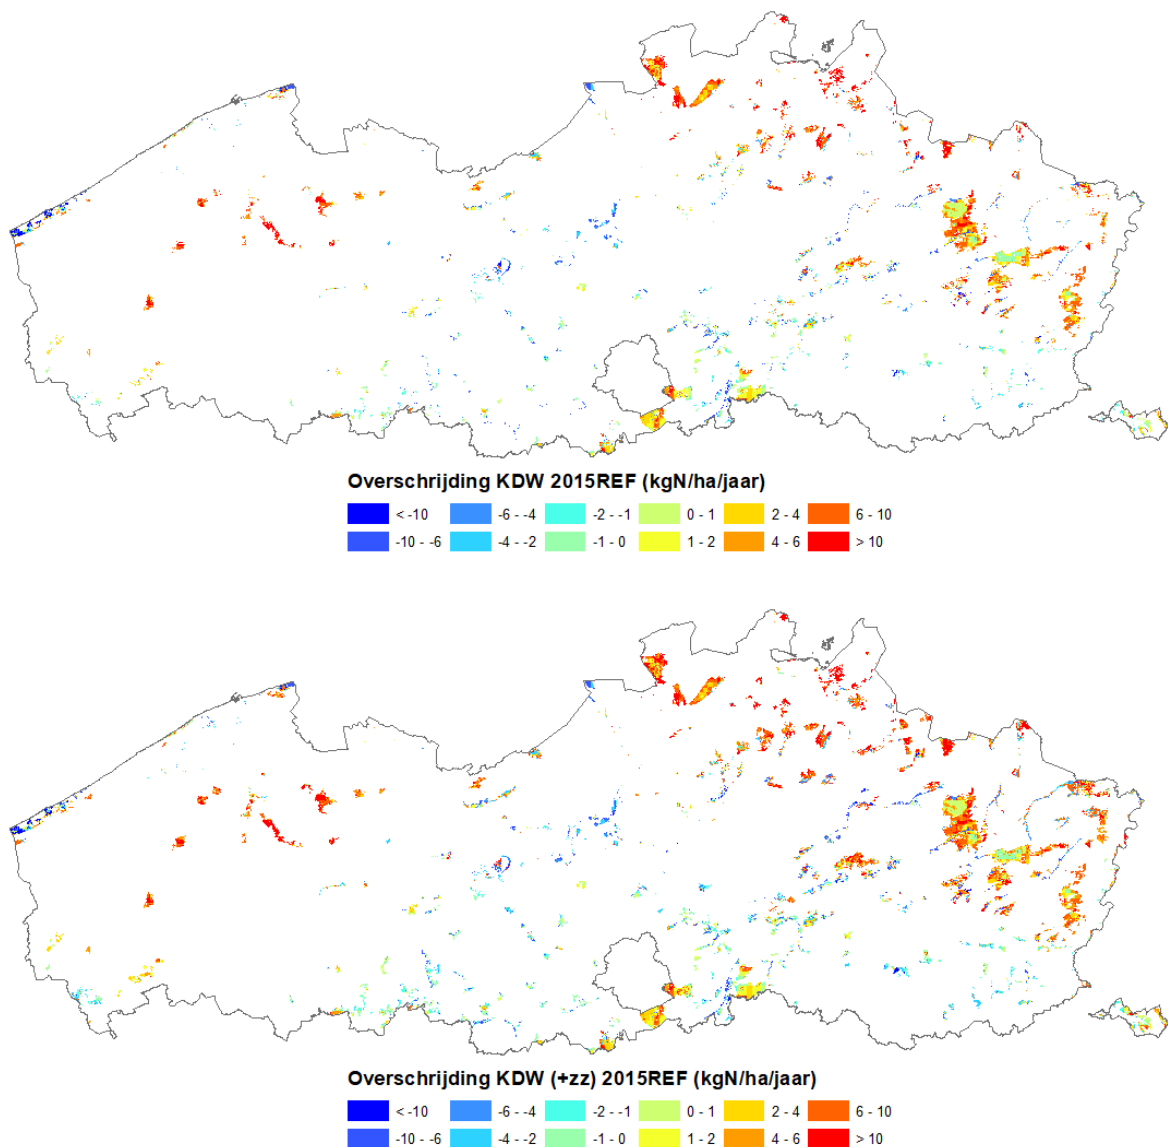 Overschrijding KDW 2015REF (kgN/ha/jaar)
< -10 -6 - -4 -2 - -1 0 - 1 2 - 4 6 - 10
-10 - -6 -4 - -2 -1 - 0 1 - 2 4 - 6 > 10
Overschrijding KDW (+zz) 2015REF (kgN/ha/jaar)
< -10 -6 - -4 -2 - -1 0 - 1 2 - 4 6 - 10
-10 - -6 -4 - -2 -1 - 0 1 - 2 4 - 6 > 10